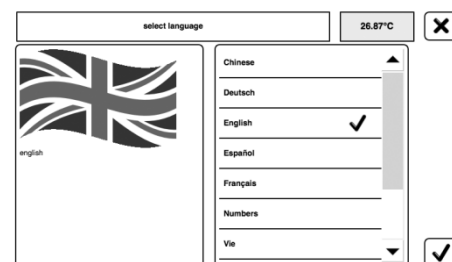 select language
26.87°C
english
Chinese
Deutsch
English
Español
Français
Numbers
Vie